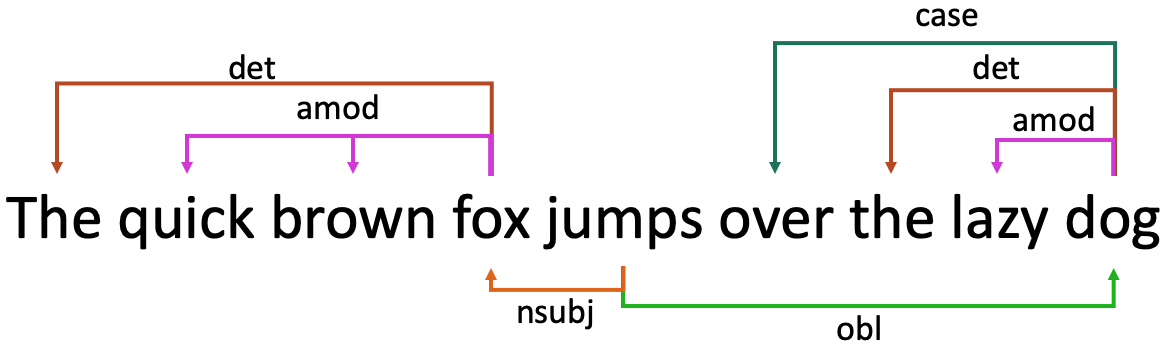 case
det
det
amod
amod
The quick brown fox jumps over the lazy dog
nsubj
obl